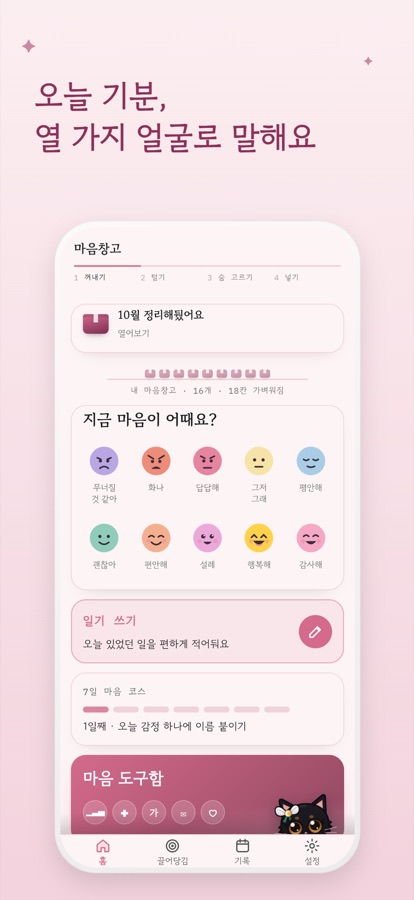 오늘 기분,
열 가지 얼굴로 말해요
마음창고
1 꺼내기 2 털기 3 숨 고르기 4 넣기
10월 정리해뒀어요
열어보기
내 마음창고 · 16개 · 18칸 가벼워짐
지금 마음이 어때요?
무너질 것 같아 화나 답답해 그저 그래 평안해
괜찮아 편안해 설레 행복해 감사해
일기 쓰기
오늘 있었던 일을 편하게 적어둬요
7일 마음 코스
1일째 · 오늘 감정 하나에 이름 붙이기
마음 도구함
가
홈 끌어당김 기록 설정